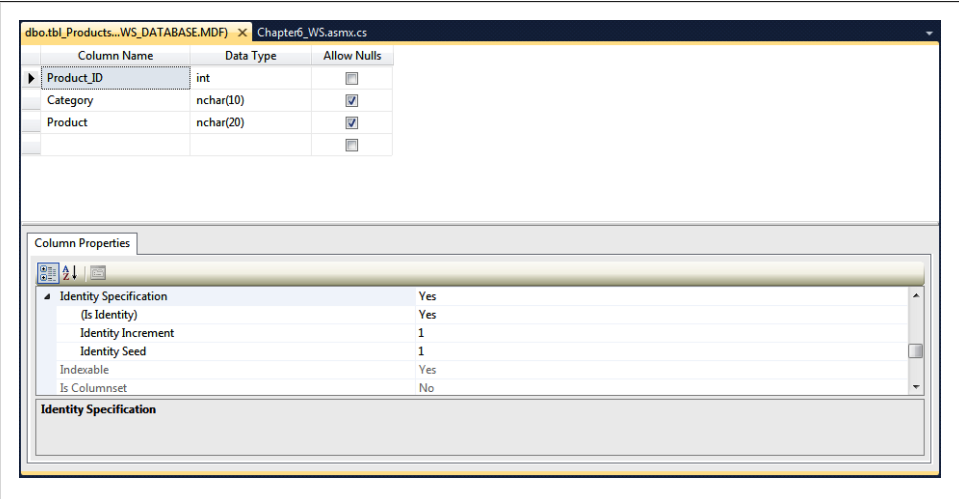 dbo.tbl_Products...WS_DATABASE.MDF) X Chapter6_WS.asmx.cs
Column Name Data Type Allow Nulls
Product_ID int
Category nchar(10)
Product nchar(20)
Column Properties
Identity Specification Yes
(Is Identity) Yes
Identity Increment 1
Identity Seed 1
Indexable Yes
Is Columnset No
Identity Specification